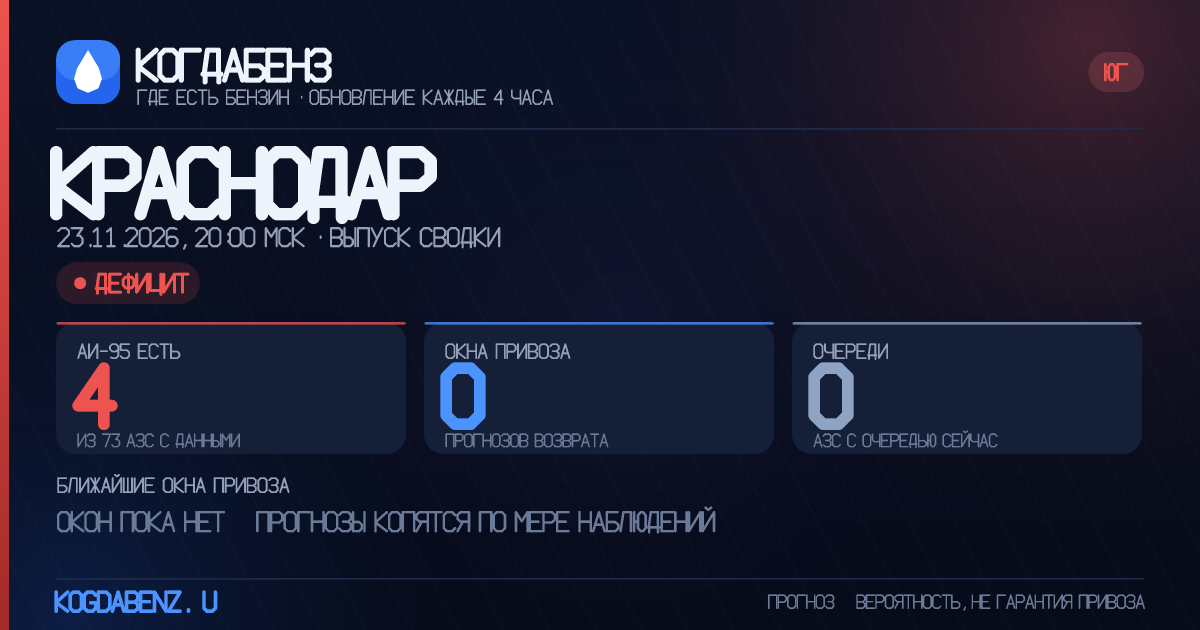 КОГДАБЕНЗ
ГДЕ ЕСТЬ БЕНЗИН · ОБНОВЛЕНИЕ КАЖДЫЕ 4 ЧАСА
ЮГ
КРАСНОДАР
23.11.2026, 20:00 МСК · ВЫПУСК СВОДКИ
ДЕФИЦИТ
АИ-95 ЕСТЬ
4
ИЗ 73 АЗС С ДАННЫМИ
ОКНА ПРИВОЗА
0
ПРОГНОЗОВ ВОЗВРАТА
ОЧЕРЕДИ
0
АЗС С ОЧЕРЕДЬЮ СЕЙЧАС
БЛИЖАЙШИЕ ОКНА ПРИВОЗА
ОКОН ПОКА НЕТ ПРОГНОЗЫ КОПЯТСЯ ПО МЕРЕ НАБЛЮДЕНИЙ
KOGDABENZ. U
ПРОГНОЗ ВЕРОЯТНОСТЬ, НЕ ГАРАНТИЯ ПРИВОЗА